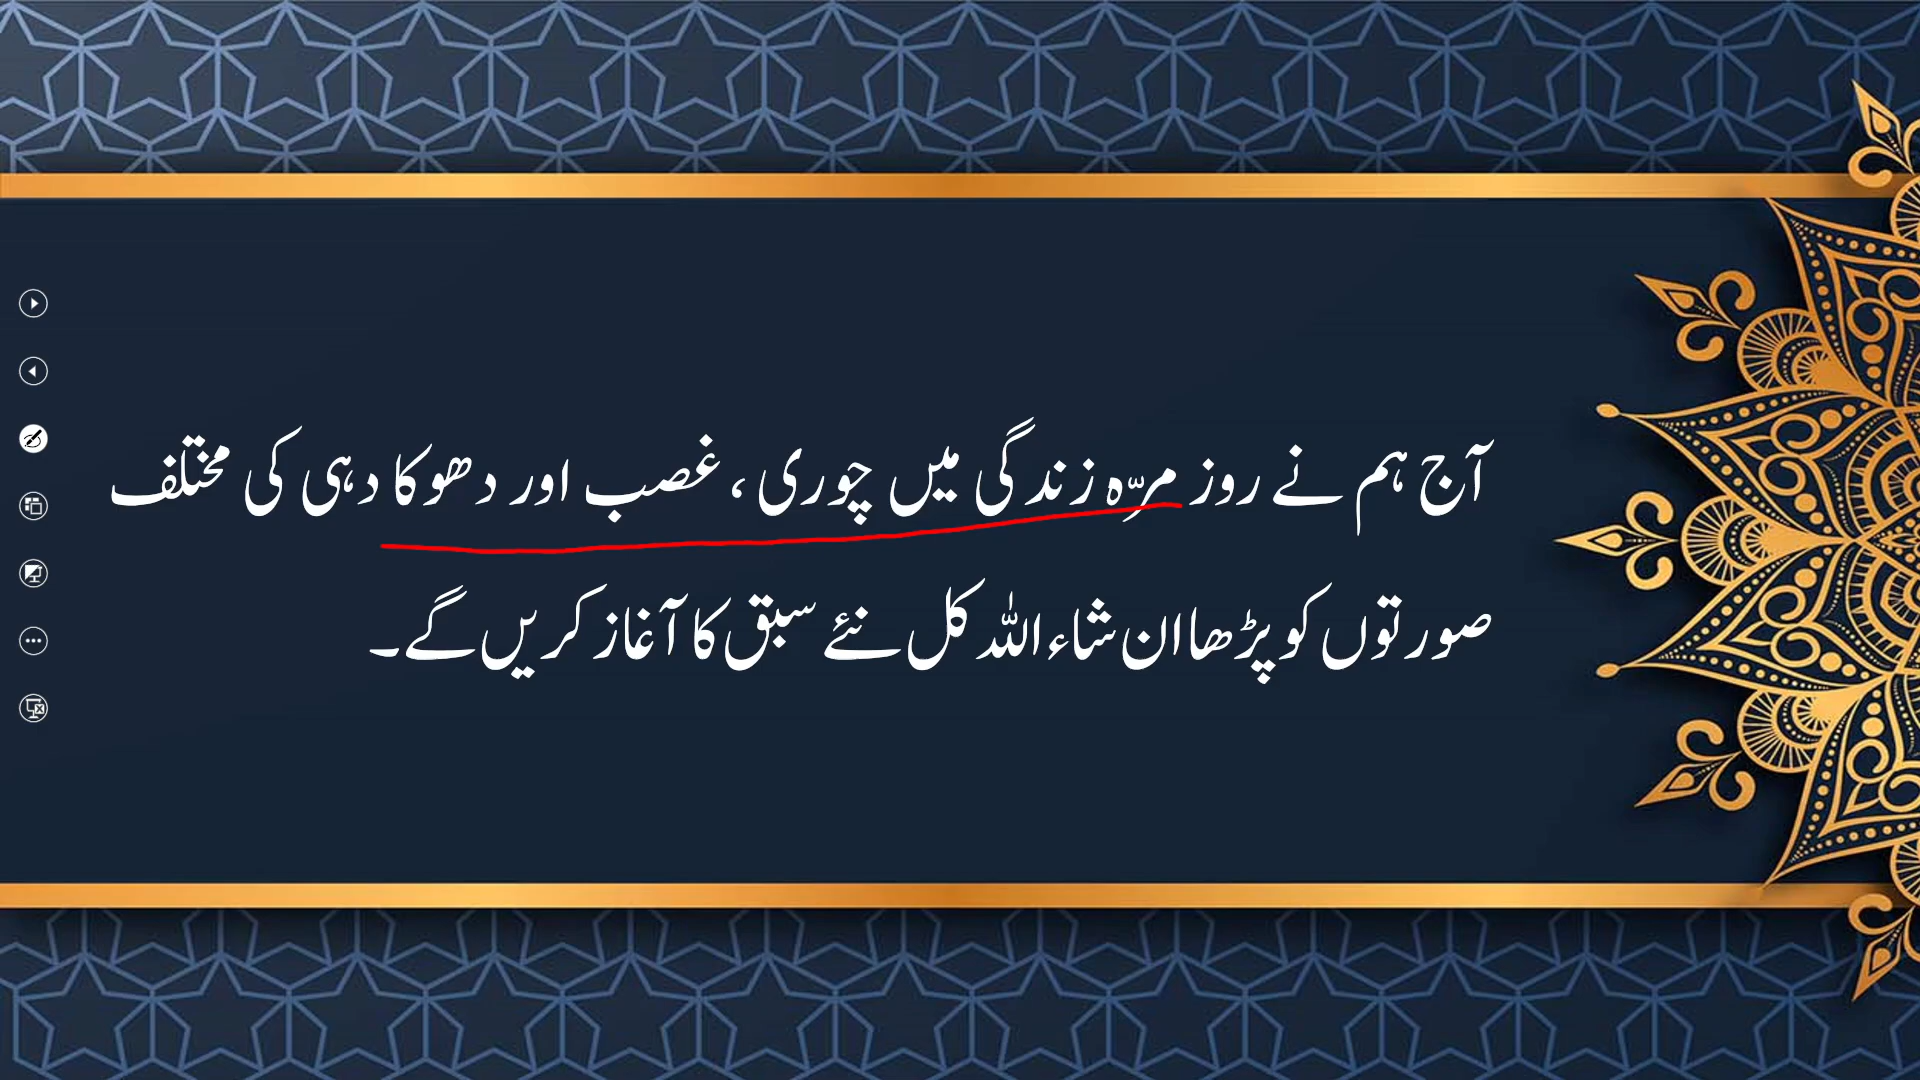 آج ہم نے روز مرّہ زندگی میں چوری ، غصب اور دھوکا دہی کی مختلف
صورتوں کو پڑھا ان شاء اللہ کل نئے سبق کا آغاز کریں گے۔